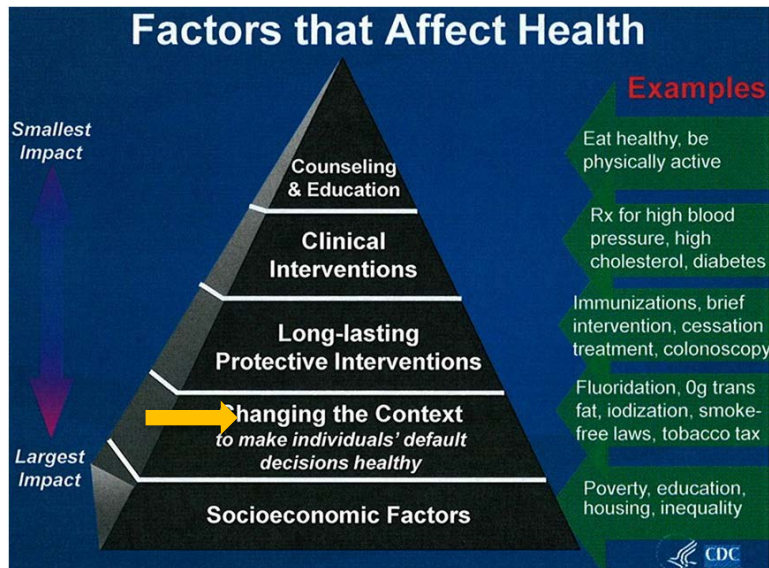 Factors that Affect Health
Examples
Smallest
Impact
Counseling
& Education
Eat healthy, be
physically active
Clinical
Interventions
Rx for high blood
pressure, high
cholesterol, diabetes
Long-lasting
Protective Interventions
Immunizations, brief
intervention, cessation
treatment, colonoscopy
Changing the Context
to make individuals' default
decisions healthy
Fluoridation, 0g trans
fat, iodization, smoke-
free laws, tobacco tax
Largest
Impact
Socioeconomic Factors
Poverty, education,
housing, inequality
CDC